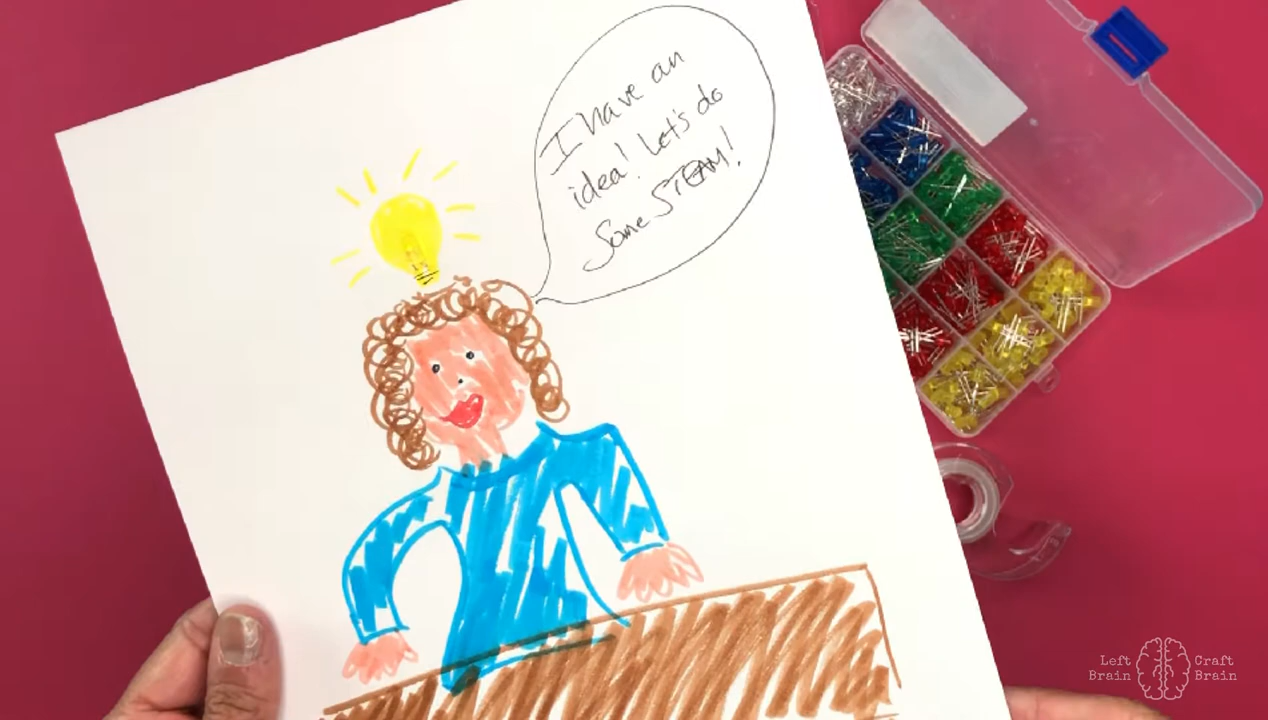 I have an
idea! Let's do
some STEAM!
Left Craft
Brain Brain